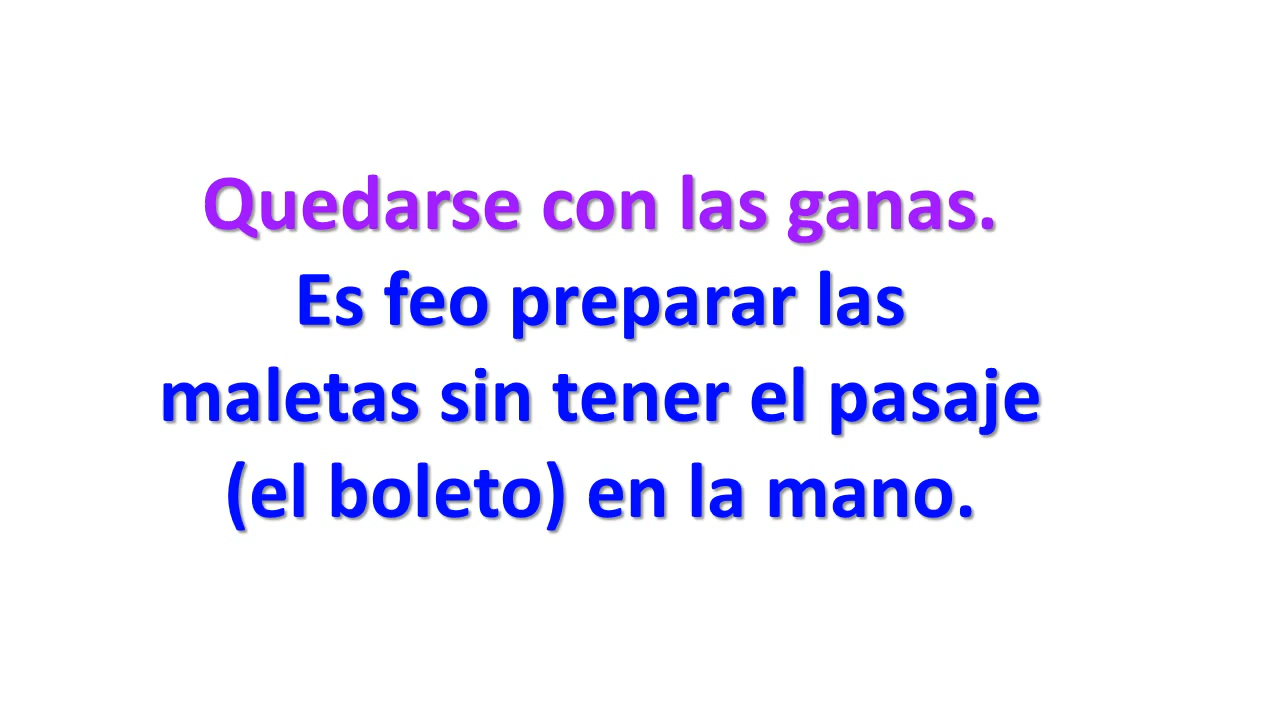 Quedarse con las ganas.
Es feo preparar las
maletas sin tener el pasaje
(el boleto) en la mano.